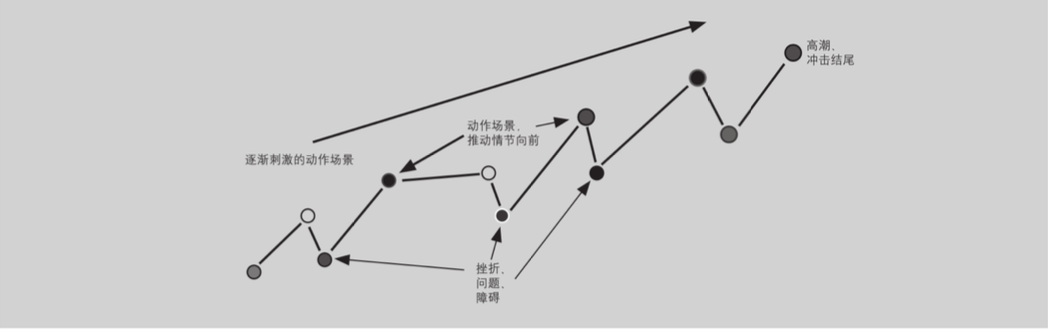 高潮、
冲击结尾
动作场景、
推动情节向前
逐渐刺激的动作场景
挫折、
问题、
障碍